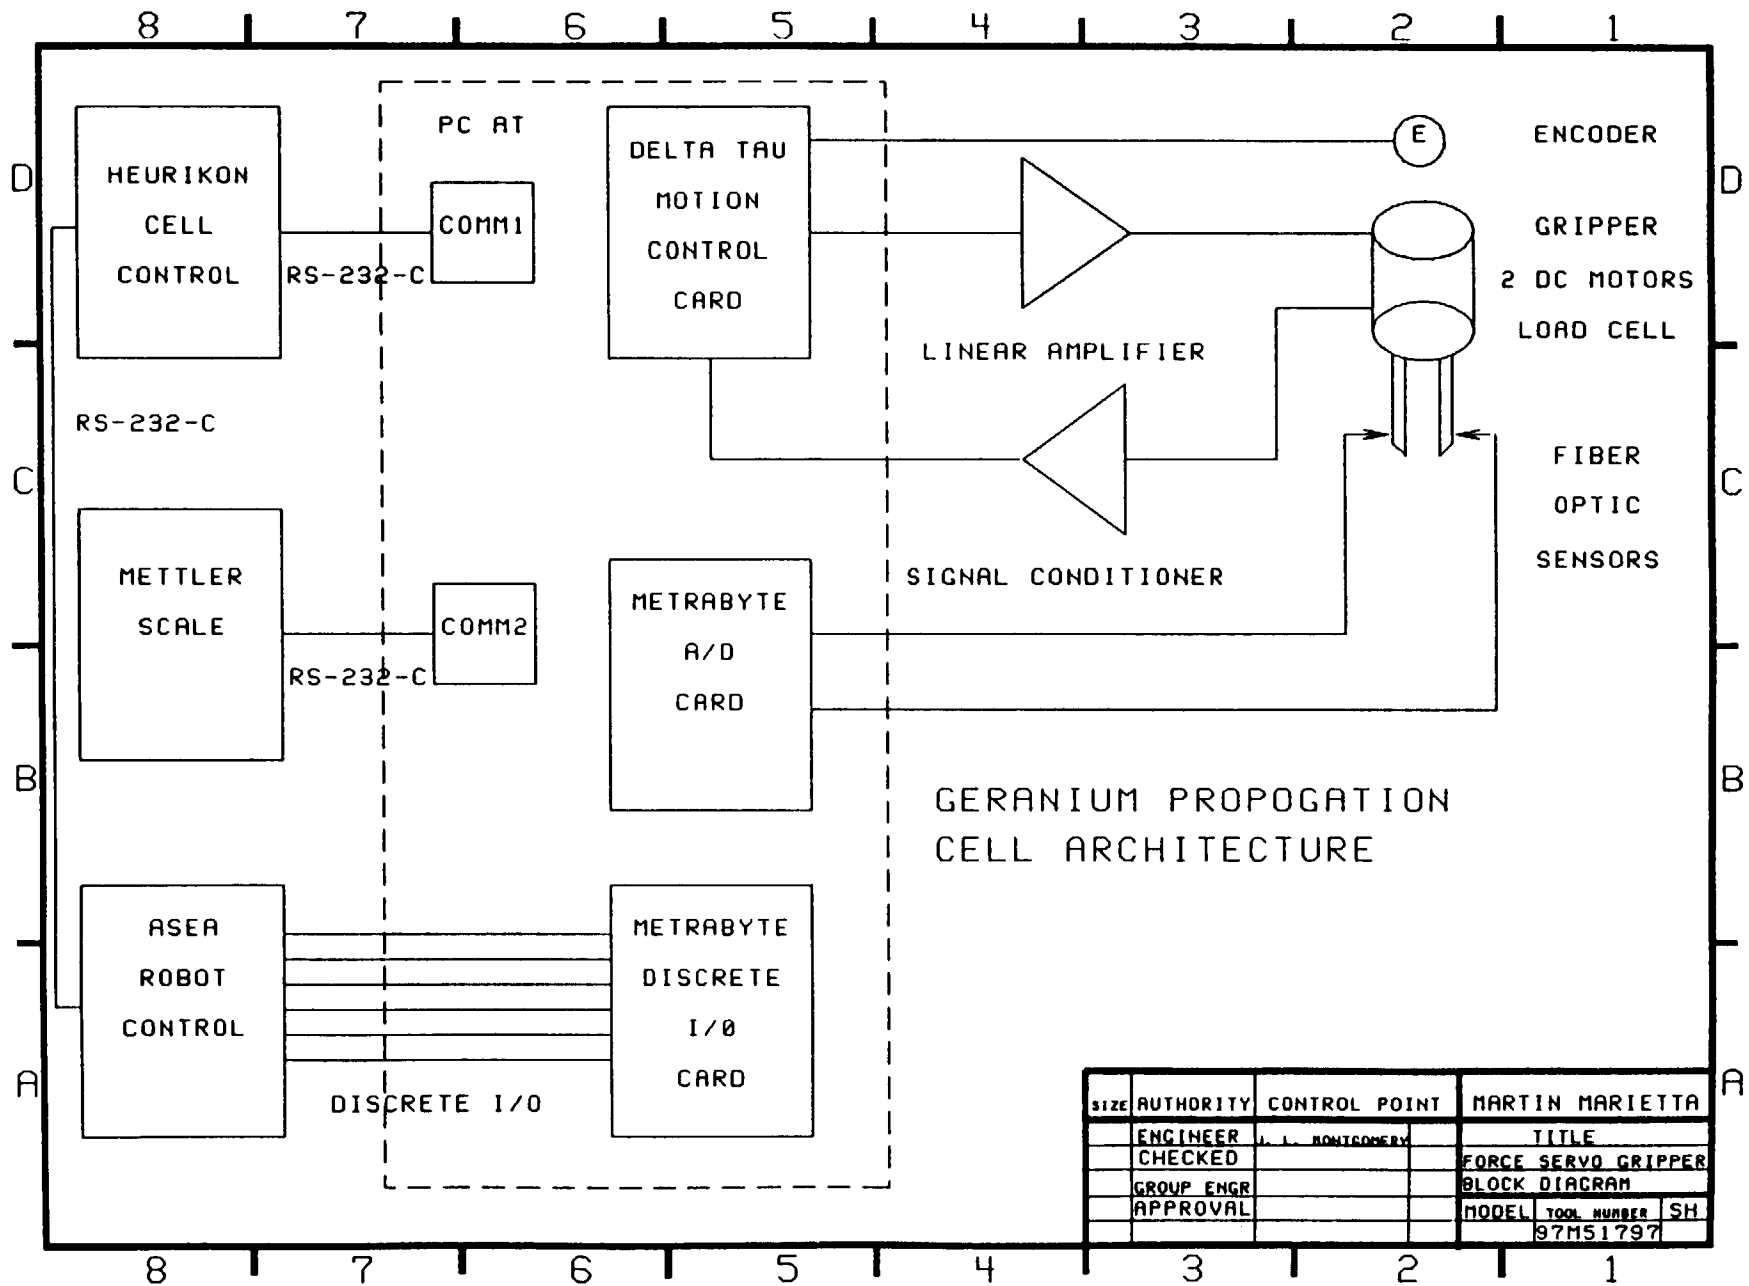 8 7 6 5 4 3 2 1
D
C
B
A
D
C
B
A
HEURIKON
CELL
CONTROL
PC AT
COMM1
RS-232-C
DELTA TAU
MOTION
CONTROL
CARD
E
ENCODER
GRIPPER
2 DC MOTORS
LOAD CELL
LINEAR AMPLIFIER
RS-232-C
FIBER
OPTIC
SENSORS
SIGNAL CONDITIONER
METTLER
SCALE
COMM2
RS-232-C
METRABYTE
A/D
CARD
GERANIUM PROPOGATION
CELL ARCHITECTURE
ASEA
ROBOT
CONTROL
METRABYTE
DISCRETE
I/0
CARD
DISCRETE I/O
SIZE AUTHORITY CONTROL POINT MARTIN MARIETTA
ENGINEER J. L. MONTGOMERY TITLE
CHECKED FORCE SERVO GRIPPER
GROUP ENGR BLOCK DIAGRAM
APPROVAL MODEL TOOL NUMBER SH
97M51797
8 7 6 5 4 3 2 1